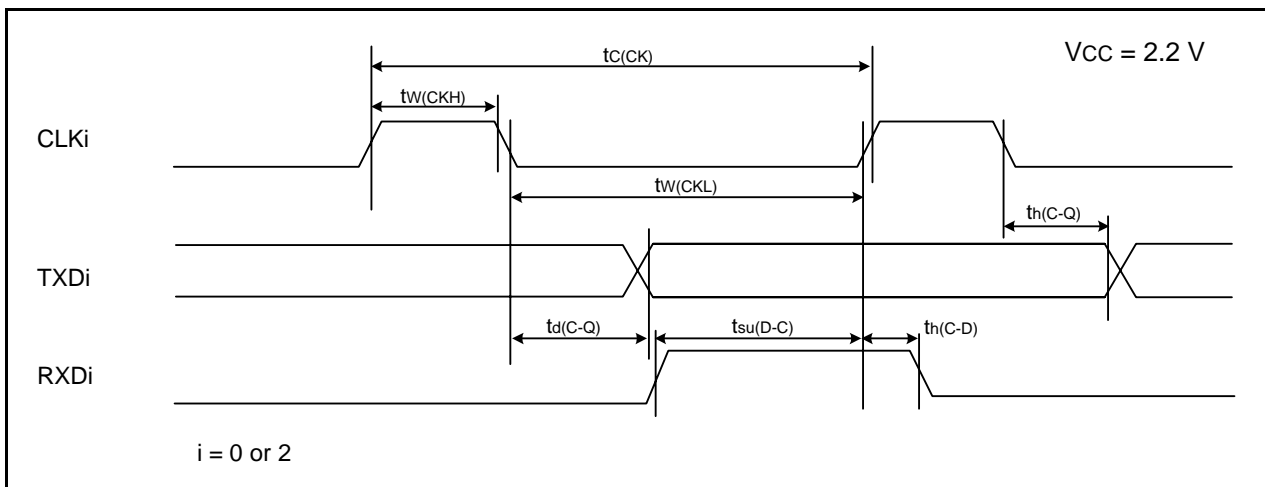 tC(CK)
VCC = 2.2 V
tW(CKH)
CLKi
tW(CKL)
th(C-Q)
TXDi
td(C-Q)
tsu(D-C)
th(C-D)
RXDi
i = 0 or 2